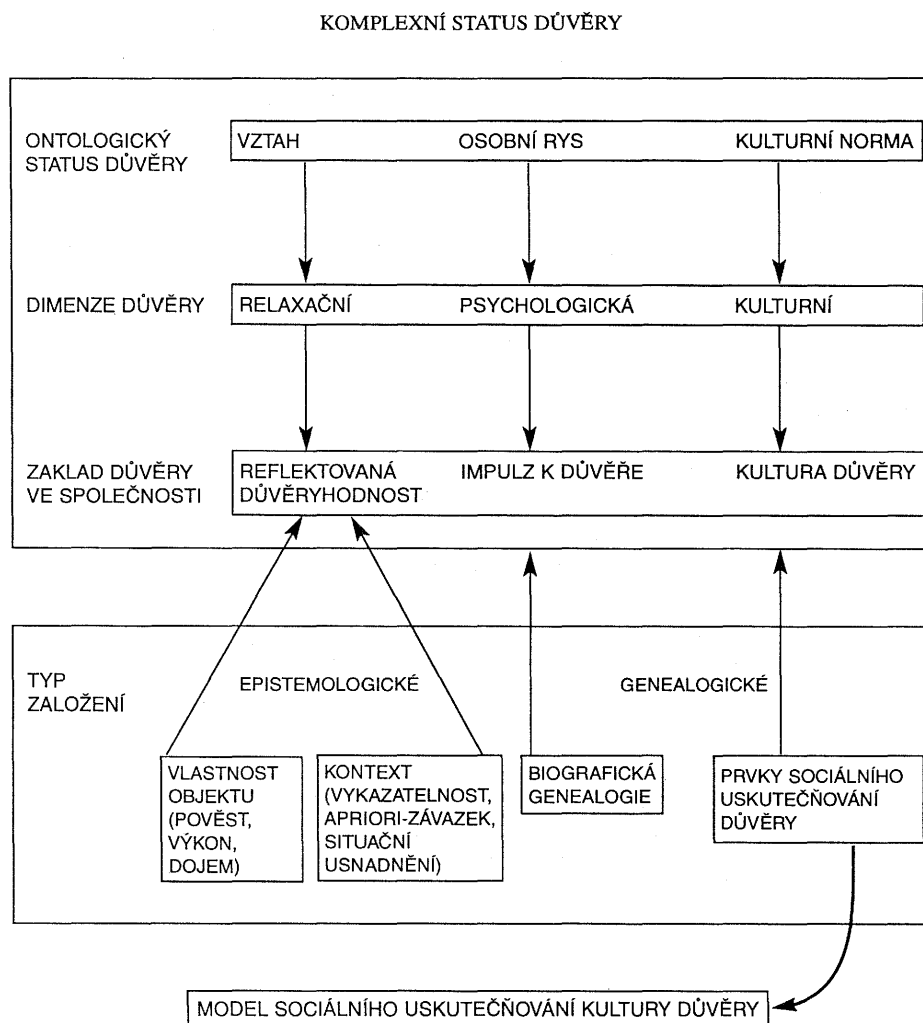 KOMPLEXNÍ STATUS DŮVĚRY
ONTOLOGICKÝ
STATUS DŮVĚRY
VZTAH
OSOBNÍ RYS
KULTURNÍ NORMA
DIMENZE DŮVĚRY
RELAXAČNÍ
PSYCHOLOGICKÁ
KULTURNÍ
ZAKLAD DŮVĚRY
VE SPOLEČNOSTI
REFLEKTOVANÁ
DŮVĚRYHODNOST
IMPULZ K DŮVĚŘE
KULTURA DŮVĚRY
TYP
ZALOŽENÍ
EPISTEMOLOGICKÉ
GENEALOGICKÉ
VLASTNOST
OBJEKTU
(POVĚST,
VÝKON,
DOJEM)
KONTEXT
(VYKAZATELNOST,
APRIORI-ZÁVAZEK,
SITUAČNÍ
USNADNĚNÍ)
BIOGRAFICKÁ
GENEALOGIE
PRVKY SOCIÁLNÍHO
USKUTEČŇOVÁNÍ
DŮVĚRY
MODEL SOCIÁLNÍHO USKUTEČŇOVÁNÍ KULTURY DŮVĚRY